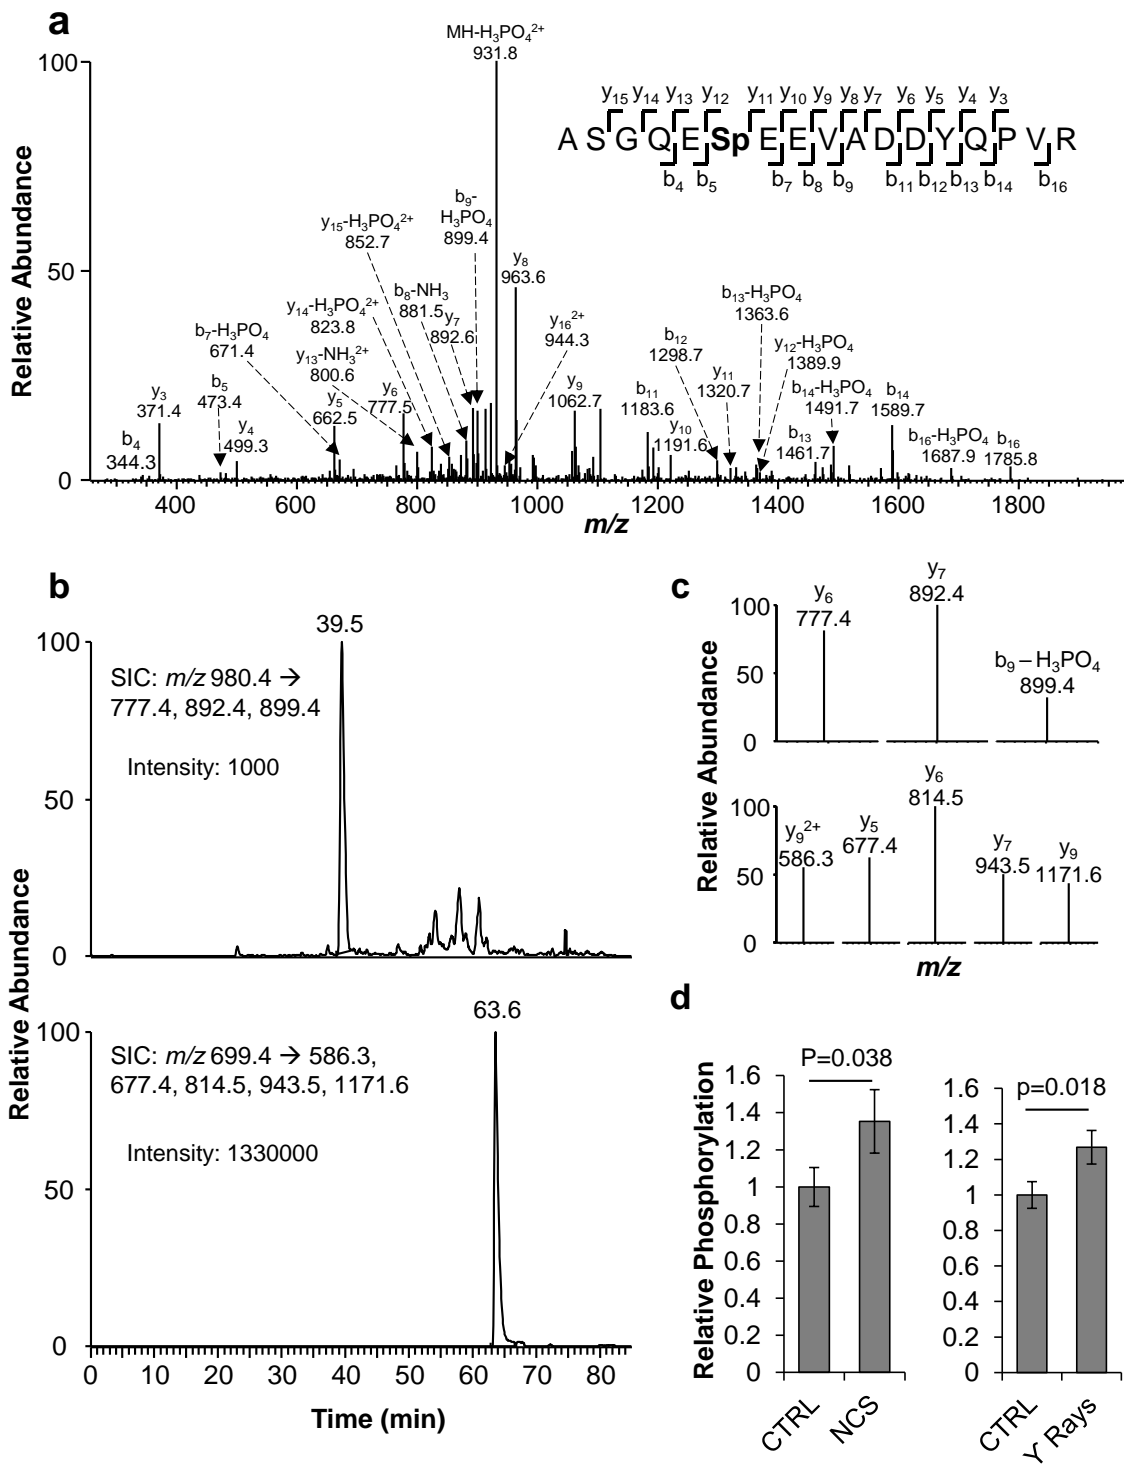 a
MH-H₃PO₄²⁺
931.8
100
50
0
Relative Abundance
y₁₅ y₁₄ y₁₃ y₁₂ y₁₁ y₁₀ y₉ y₈ y₇ y₆ y₅ y₄ y₃
A S G Q E Sp E E V A D D Y Q P V R
b₄ b₅ b₇ b₈ b₉ b₁₁ b₁₂ b₁₃ b₁₄ b₁₆
b₉-
H₃PO₄
899.4
y₁₅-H₃PO₄²⁺
852.7
y₈
963.6
b₈-NH₃
881.5
y₇
892.6
y₁₄-H₃PO₄²⁺
823.8
b₇-H₃PO₄
671.4
y₁₃-NH₃²⁺
800.6
y₁₆²⁺
944.3
b₁₃-H₃PO₄
1363.6
b₁₂
1298.7
y₁₂-H₃PO₄
1389.9
y₃
371.4
b₅
473.4
y₅
662.5
y₆
777.5
y₉
1062.7
y₁₁
1320.7
b₁₄-H₃PO₄
1491.7
b₁₁
1183.6
b₁₄
1589.7
b₄
344.3
y₄
499.3
y₁₀
1191.6
b₁₃
1461.7
b₁₆-H₃PO₄
1687.9
b₁₆
1785.8
400 600 800 1000 1200 1400 1600 1800
m/z
b
39.5
100
50
0
SIC: m/z 980.4 →
777.4, 892.4, 899.4
Intensity: 1000
Relative Abundance
63.6
100
50
0
SIC: m/z 699.4 → 586.3,
677.4, 814.5, 943.5, 1171.6
Intensity: 1330000
0 10 20 30 40 50 60 70 80
Time (min)
c
y₇
892.4
y₆
777.4
b₉ – H₃PO₄
899.4
100
50
0
Relative Abundance
y₆
814.5
y₉²⁺
586.3
y₅
677.4
y₇
943.5
y₉
1171.6
100
50
0
m/z
d
Relative Phosphorylation
P=0.038
1.6
1.4
1.2
1
0.8
0.6
0.4
0.2
0
CTRL
NCS
p=0.018
1.6
1.4
1.2
1
0.8
0.6
0.4
0.2
0
CTRL
ϒ Rays